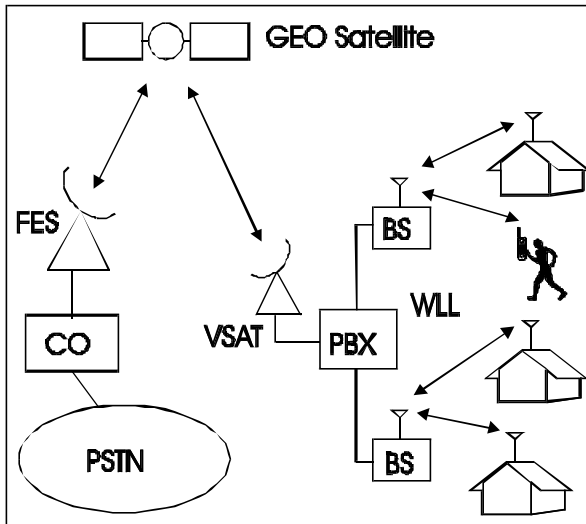 GEO Satellite
FES
BS
CO
VSAT
PBX
WLL
PSTN
BS